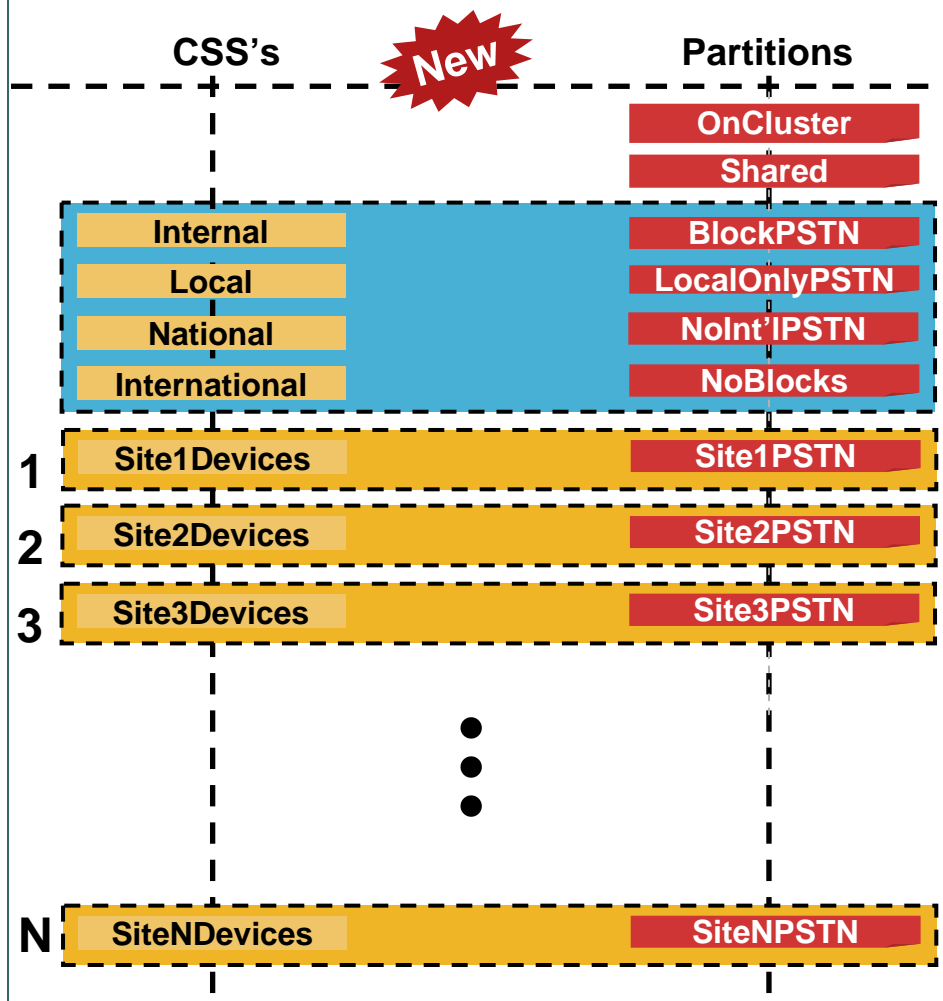 CSS's New Partitions
OnCluster
Shared
Internal BlockPSTN
Local LocalOnlyPSTN
National NoInt'lPSTN
International NoBlocks
1 Site1Devices Site1PSTN
2 Site2Devices Site2PSTN
3 Site3Devices Site3PSTN
N SiteNDevices SiteNPSTN